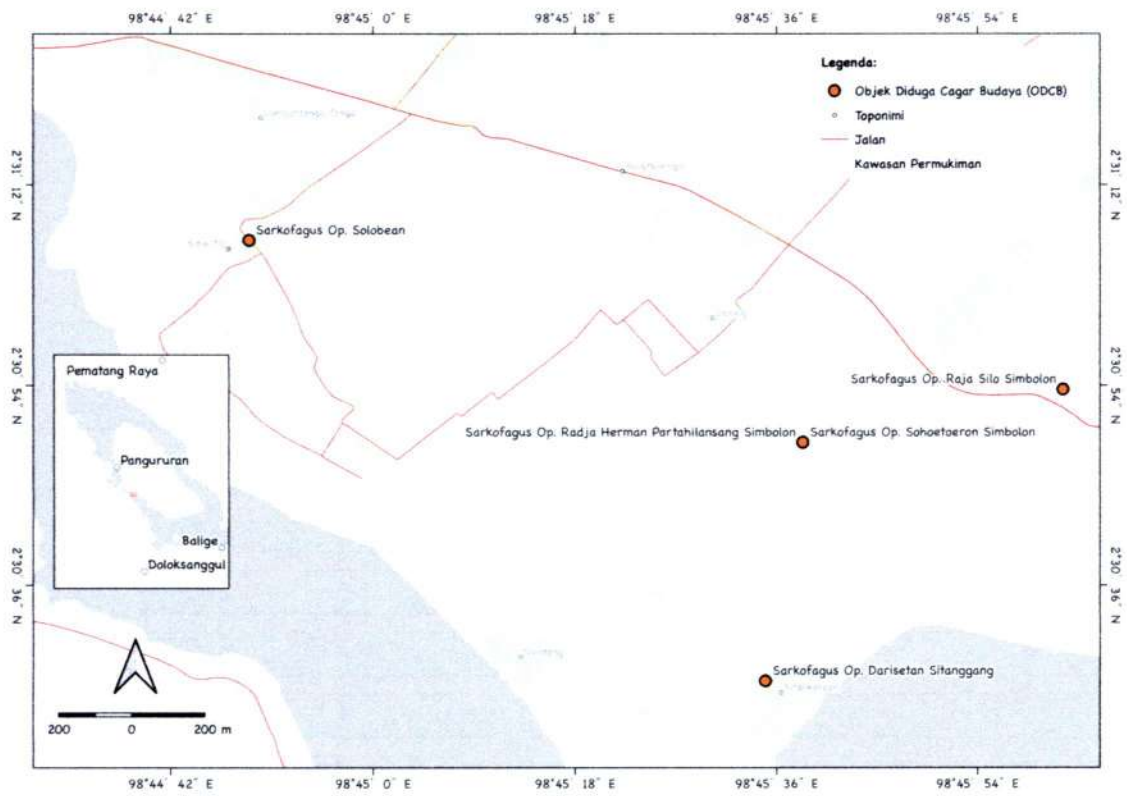 98°44' 42" E
98°45' 0" E
98°45' 36" E
98°45' 54" E
Legenda:
Objek Diduga Cagar Budaya (ODCB)
Toponimi
Jalan
Kawasan Permukiman
2°31' 12" N
2°31' 12" N
Sarkofagus Op. Solobean
2°30' 54" N
2°30' 54" N
Sarkofagus Op. Raja Silo Simbolon
Sarkofagus Op. Radja Herman Partahilansang Simbolon
Sarkofagus Op. Sohoetoeron Simbolon
Pematang Raya
Pangururan
Balige
Doloksanggul
2°30' 36" N
2°30' 36" N
Sarkofagus Op. Darisetan Sitanggang
200 0 200 m
98°44' 42" E
98°45' 0" E
98°45' 18" E
98°45' 36" E
98°45' 54" E